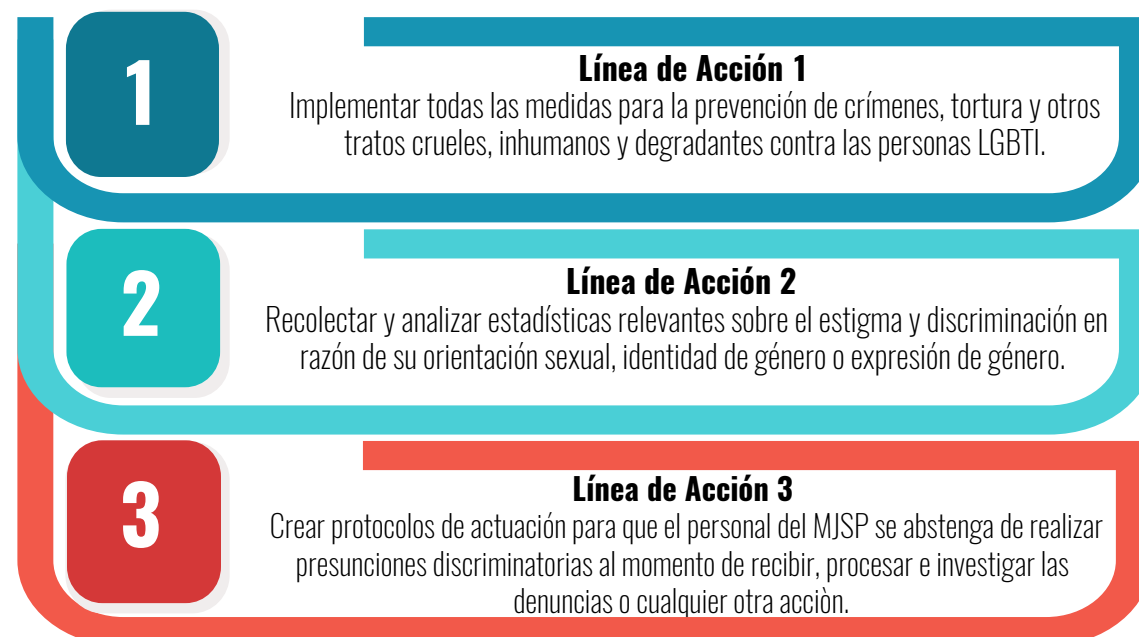 1
Línea de Acción 1
Implementar todas las medidas para la prevención de crímenes, tortura y otros
tratos crueles, inhumanos y degradantes contra las personas LGBTI.
2
Línea de Acción 2
Recolectar y analizar estadísticas relevantes sobre el estigma y discriminación en
razón de su orientación sexual, identidad de género o expresión de género.
3
Línea de Acción 3
Crear protocolos de actuación para que el personal del MJSP se abstenga de realizar
presunciones discriminatorias al momento de recibir, procesar e investigar las
denuncias o cualquier otra acciòn.